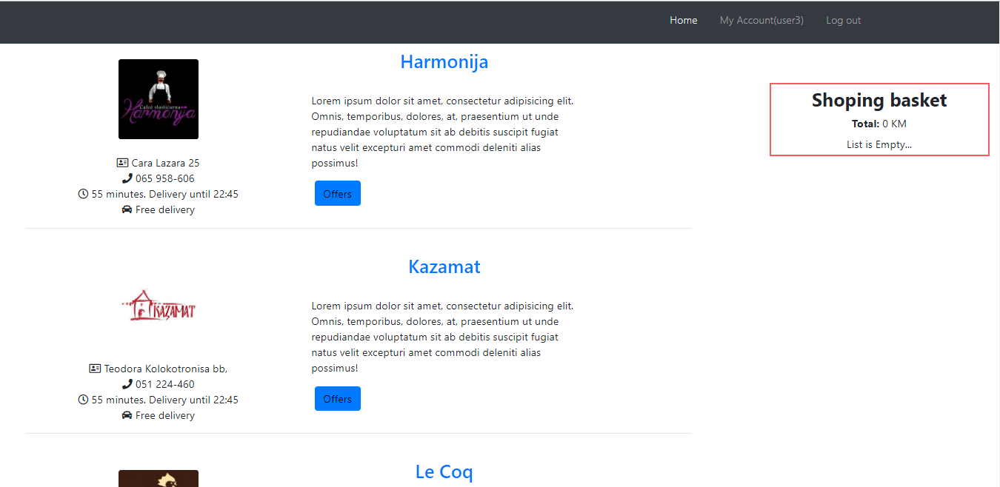 Home My Account(user3) Log out
Harmonija
Caffe slastičarna
Harmonija
Lorem ipsum dolor sit amet, consectetur adipisicing elit.
Omnis, temporibus, dolores, at, praesentium ut unde
repudiandae voluptatum sit ab debitis suscipit fugiat
natus velit excepturi amet commodi deleniti alias
possimus!
Cara Lazara 25
065 958-606
55 minutes. Delivery until 22:45
Free delivery
Offers
Shoping basket
Total: 0 KM
List is Empty...
Kazamat
KAZAMAT
Lorem ipsum dolor sit amet, consectetur adipisicing elit.
Omnis, temporibus, dolores, at, praesentium ut unde
repudiandae voluptatum sit ab debitis suscipit fugiat
natus velit excepturi amet commodi deleniti alias
possimus!
Teodora Kolokotronisa bb,
051 224-460
55 minutes. Delivery until 22:45
Free delivery
Offers
Le Coq